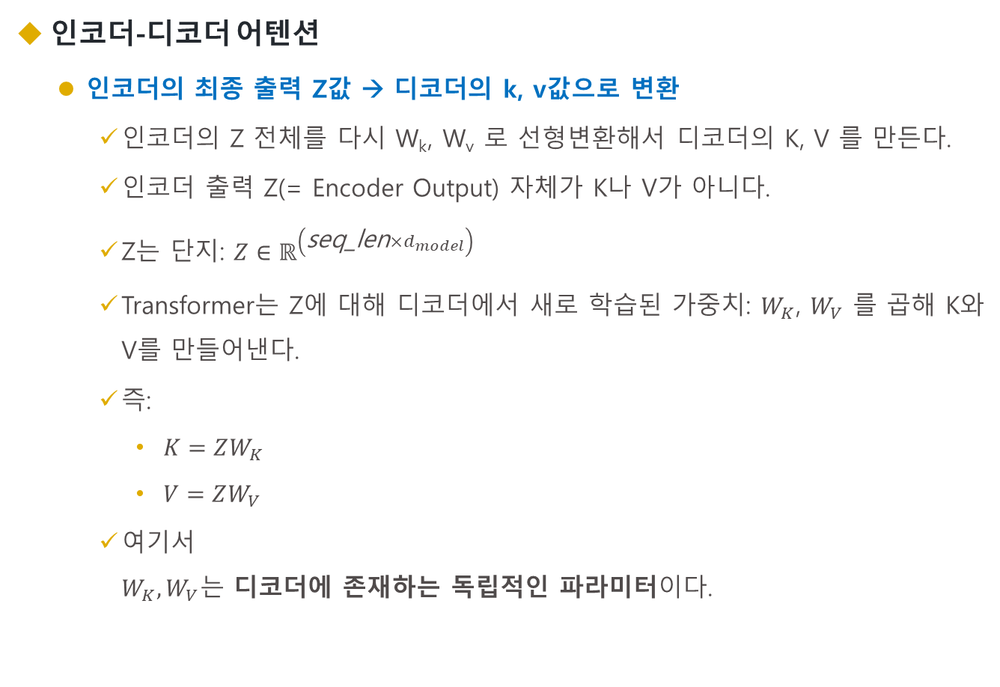 ◆ 인코더-디코더 어텐션
● 인코더의 최종 출력 Z값 → 디코더의 k, v값으로 변환
✓ 인코더의 Z 전체를 다시 Wₖ, Wᵥ 로 선형변환해서 디코더의 K, V 를 만든다.
✓ 인코더 출력 Z(= Encoder Output) 자체가 K나 V가 아니다.
✓ Z는 단지: $Z \in \mathbb{R}^{(seq\_len \times d_{model})}$
✓ Transformer는 Z에 대해 디코더에서 새로 학습된 가중치: $W_K$, $W_V$ 를 곱해 K와
V를 만들어낸다.
✓ 즉:
• $K = ZW_K$
• $V = ZW_V$
✓ 여기서
$W_K, W_V$는 디코더에 존재하는 독립적인 파라미터이다.